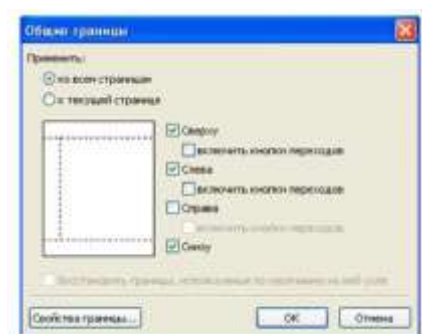 Общие границы
Применить:
ко всем страницам
к текущей странице
Сверху
включить кнопки переходов
Слева
включить кнопки переходов
Справа
включить кнопки переходов
Снизу
Восстановить границы, используемые по умолчанию на веб-узле
Свойства границы...
ОК
Отмена